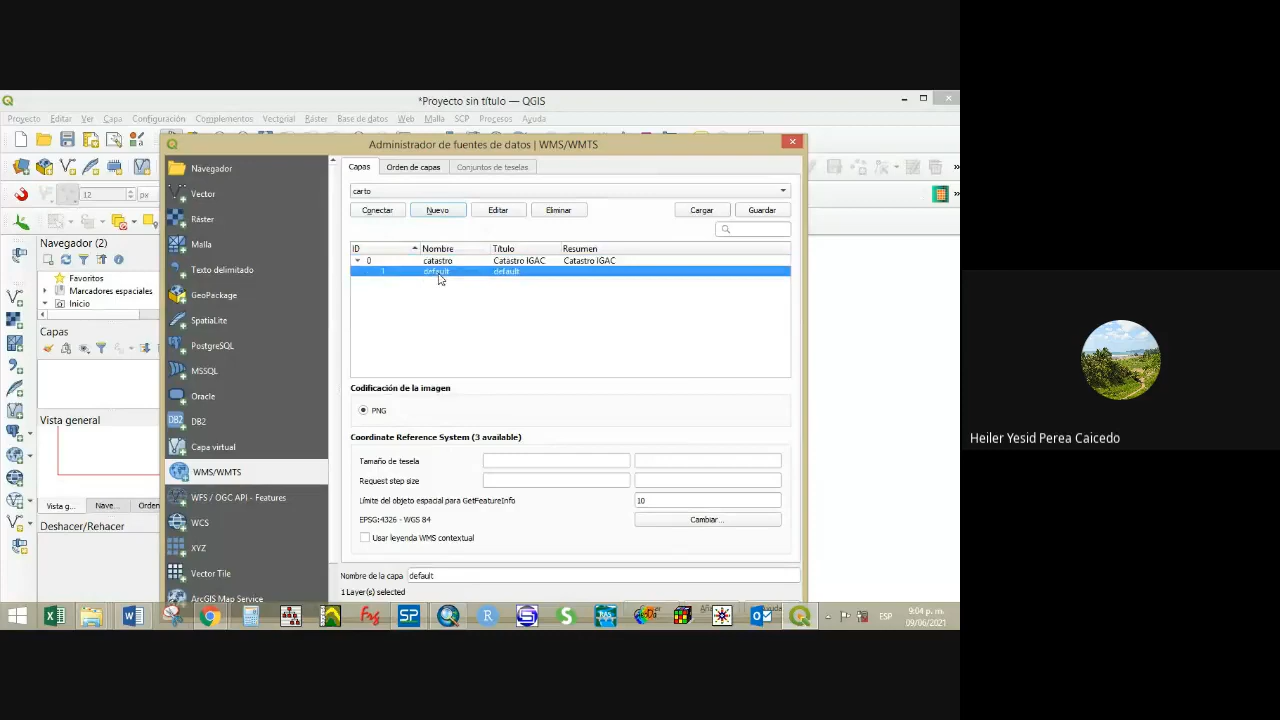 *Proyecto sin título — QGIS
Proyecto Editar Ver Capa Configuración Complementos Vectorial Ráster Base de datos Web Malla SCP Procesos Ayuda
Administrador de fuentes de datos | WMS/WMTS
Navegador
Capas Orden de capas Conjuntos de teselas
Vector
carto
12 px
Conectar Nuevo Editar Eliminar Cargar Guardar
Ráster
Malla
Navegador (2)
ID Nombre Título Resumen
0 catastro Catastro IGAC Catastro IGAC
Texto delimitado
1 default default
Favoritos
Marcadores espaciales
Inicio
GeoPackage
SpatiaLite
Capas
PostgreSQL
MSSQL
Codificación de la imagen
Oracle
PNG
Vista general
DB2
DB2
Coordinate Reference System (3 available)
Capa virtual
Tamaño de tesela
WMS/WMTS
Request step size
WFS / OGC API - Features
Límite del objeto espacial para GetFeatureInfo 10
Vista g... Nave... Orden
WCS
EPSG:4326 - WGS 84 Cambiar...
Deshacer/Rehacer
Usar leyenda WMS contextual
XYZ
Vector Tile
Nombre de la capa default
1 Layer(s) selected
ArcGIS Map Service
ESP
9:04 p. m.
09/06/2021
Heiler Yesid Perea Caicedo